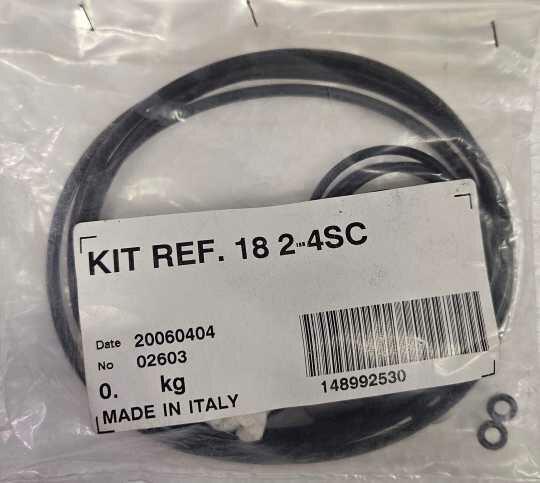 KIT REF. 18 2-4SC
Date 20060404
No 02603
0. kg
MADE IN ITALY
148992530